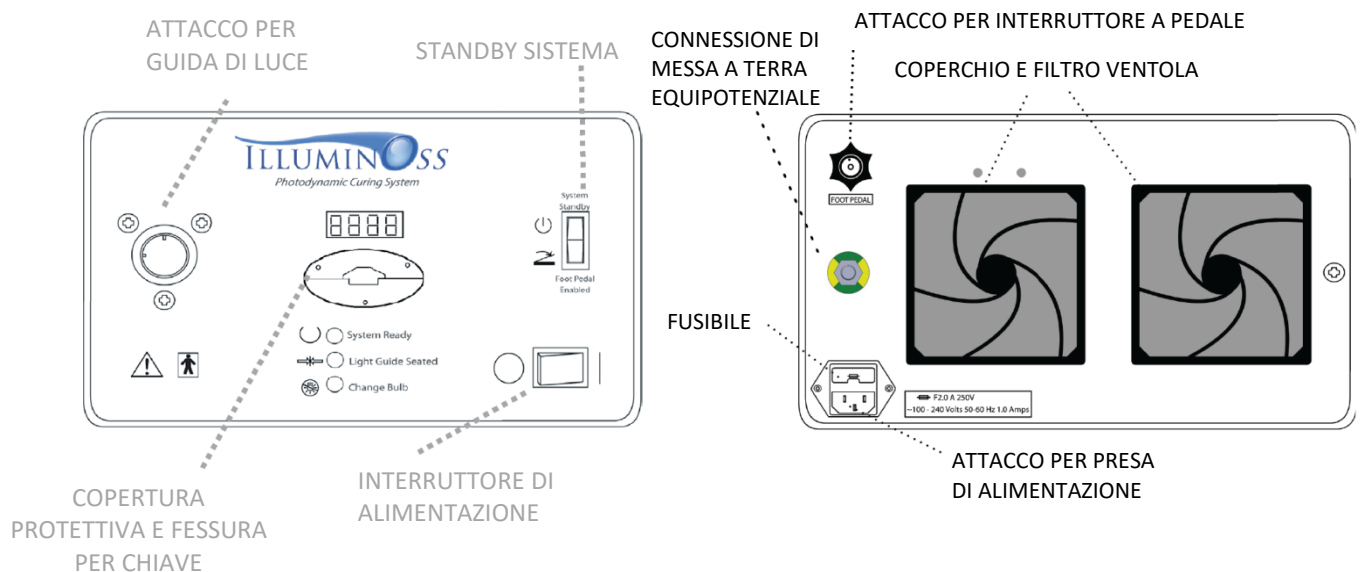 ATTACCO PER
GUIDA DI LUCE
STANDBY SISTEMA
ILLUMINOSS
Photodynamic Curing System
System
Standby
8888
Foot Pedal
Enabled
System Ready
Light Guide Seated
Change Bulb
COPERTURA
PROTETTIVA E FESSURA
PER CHIAVE
INTERRUTTORE DI
ALIMENTAZIONE
ATTACCO PER INTERRUTTORE A PEDALE
CONNESSIONE DI
MESSA A TERRA
EQUIPOTENZIALE
COPERCHIO E FILTRO VENTOLA
FOOT PEDAL
FUSIBILE
F2.0 A 250V
~100 - 240 Volts 50-60 Hz 1.0 Amps
ATTACCO PER PRESA
DI ALIMENTAZIONE